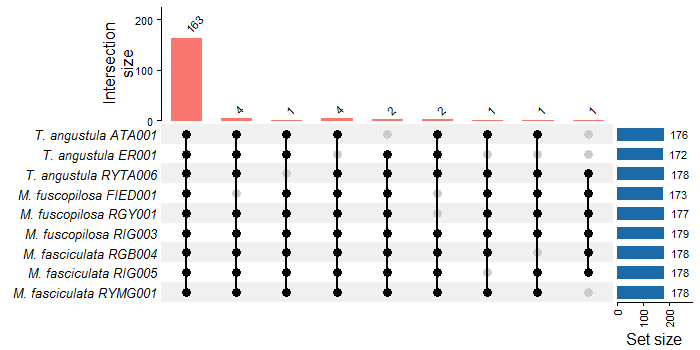 Intersection
size
200
100
0
163
4
1
4
2
2
1
1
1
T. angustula ATA001
176
T. angustula ER001
172
T. angustula RYTA006
178
M. fuscopilosa FIED001
173
M. fuscopilosa RGY001
177
M. fuscopilosa RIG003
179
M. fasciculata RGB004
178
M. fasciculata RIG005
178
M. fasciculata RYMG001
178
0
100
200
Set size